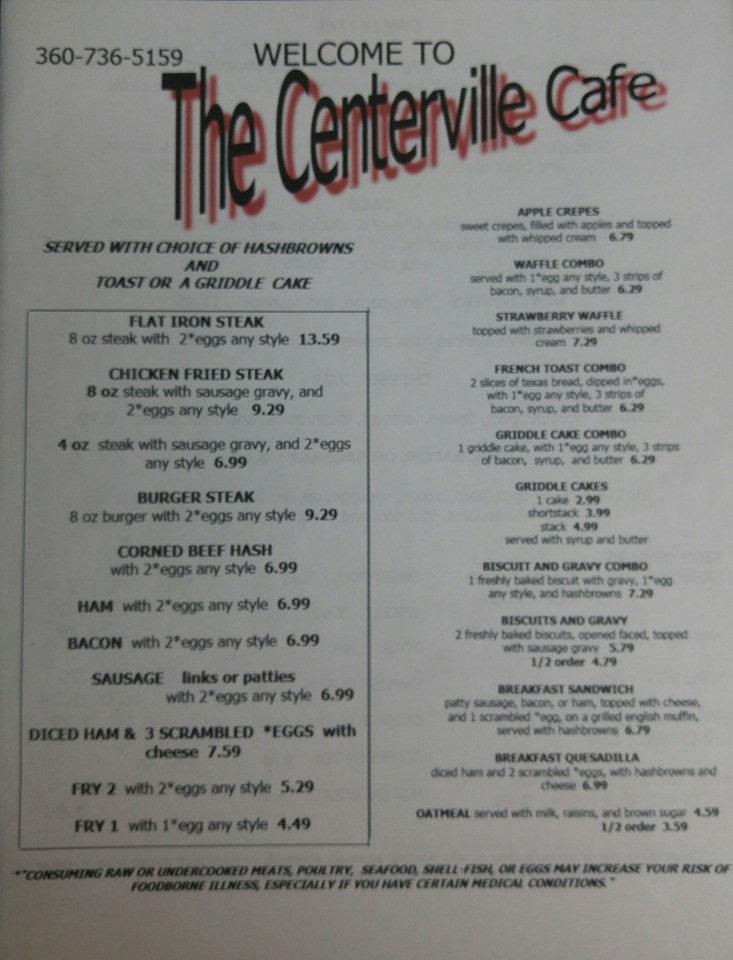 360-736-5159
WELCOME TO
The Centerville Cafe
SERVED WITH CHOICE OF HASHBROWNS
AND
TOAST OR A GRIDDLE CAKE
FLAT IRON STEAK
8 oz steak with 2*eggs any style 13.59
CHICKEN FRIED STEAK
8 oz steak with sausage gravy, and
2*eggs any style 9.29
4 oz steak with sausage gravy, and 2*eggs
any style 6.99
BURGER STEAK
8 oz burger with 2*eggs any style 9.29
CORNED BEEF HASH
with 2*eggs any style 6.99
HAM with 2*eggs any style 6.99
BACON with 2*eggs any style 6.99
SAUSAGE links or patties
with 2*eggs any style 6.99
DICED HAM & 3 SCRAMBLED *EGGS with
cheese 7.59
FRY 2 with 2*eggs any style 5.29
FRY 1 with 1*egg any style 4.49
APPLE CREPES
sweet crepes, filled with apples and topped
with whipped cream 6.79
WAFFLE COMBO
served with 1*egg any style, 3 strips of
bacon, syrup, and butter 6.29
STRAWBERRY WAFFLE
topped with strawberries and whipped
cream 7.29
FRENCH TOAST COMBO
2 slices of texas bread, dipped in*eggs,
with 1*egg any style, 3 strips of
bacon, syrup, and butter 6.29
GRIDDLE CAKE COMBO
1 griddle cake, with 1*egg any style, 3 strips
of bacon, syrup, and butter 6.29
GRIDDLE CAKES
1 cake 2.99
shortstack 3.99
stack 4.99
served with syrup and butter
BISCUIT AND GRAVY COMBO
1 freshly baked biscuit with gravy, 1*egg
any style, and hashbrowns 7.29
BISCUITS AND GRAVY
2 freshly baked biscuits, opened faced, topped
with sausage gravy 5.79
1/2 order 4.79
BREAKFAST SANDWICH
patty sausage, bacon, or ham, topped with cheese,
and 1 scrambled *egg, on a grilled english muffin,
served with hashbrowns 6.79
BREAKFAST QUESADILLA
diced ham and 2 scrambled *eggs, with hashbrowns and
cheese 6.99
OATMEAL served with milk, raisins, and brown sugar 4.59
1/2 order 3.59
*"CONSUMING RAW OR UNDERCOOKED MEATS, POULTRY, SEAFOOD, SHELL-FISH, OR EGGS MAY INCREASE YOUR RISK OF
FOODBORNE ILLNESS, ESPECIALLY IF YOU HAVE CERTAIN MEDICAL CONDITIONS."